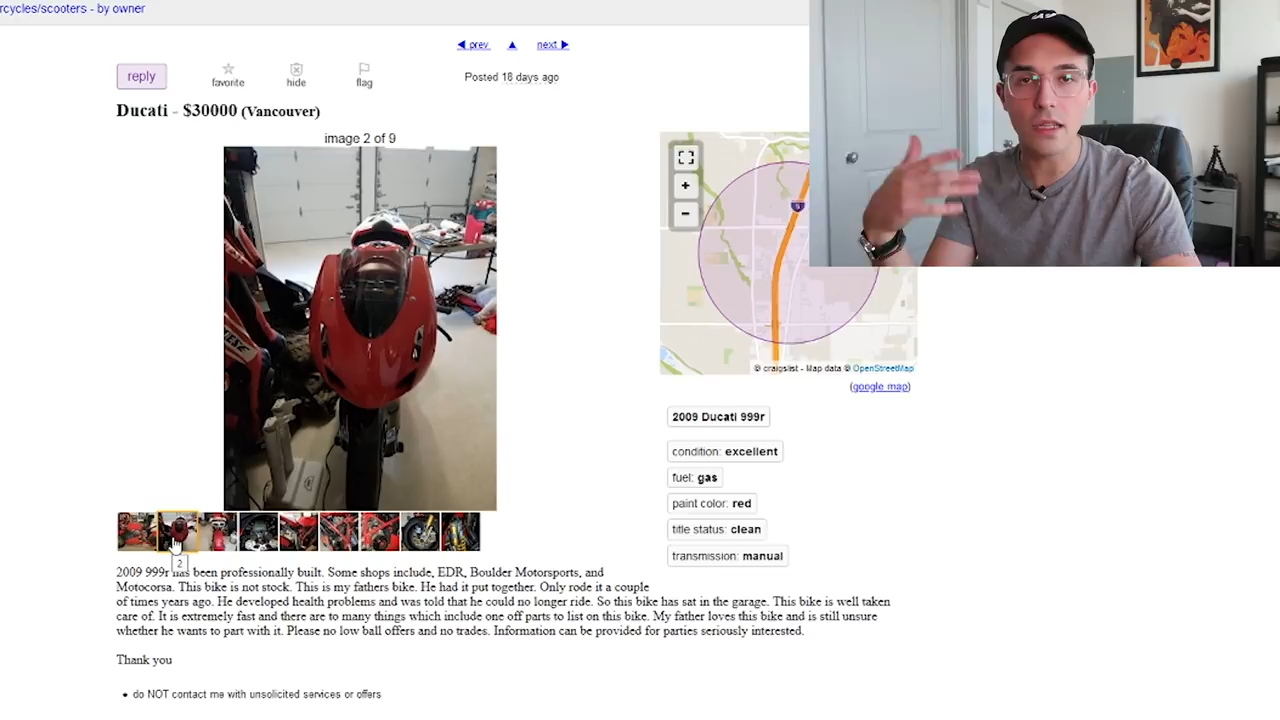 rcycles/scooters - by owner
prev
next
reply
favorite
hide
flag
Posted 18 days ago
Ducati - $30000 (Vancouver)
image 2 of 9
+
−
5
© craigslist - Map data © OpenStreetMap
(google map)
2009 Ducati 999r
condition: excellent
fuel: gas
paint color: red
title status: clean
transmission: manual
2
2009 999r has been professionally built. Some shops include, EDR, Boulder Motorsports, and
Motocorsa. This bike is not stock. This is my fathers bike. He had it put together. Only rode it a couple
of times years ago. He developed health problems and was told that he could no longer ride. So this bike has sat in the garage. This bike is well taken
care of. It is extremely fast and there are to many things which include one off parts to list on this bike. My father loves this bike and is still unsure
whether he wants to part with it. Please no low ball offers and no trades. Information can be provided for parties seriously interested.
Thank you
do NOT contact me with unsolicited services or offers